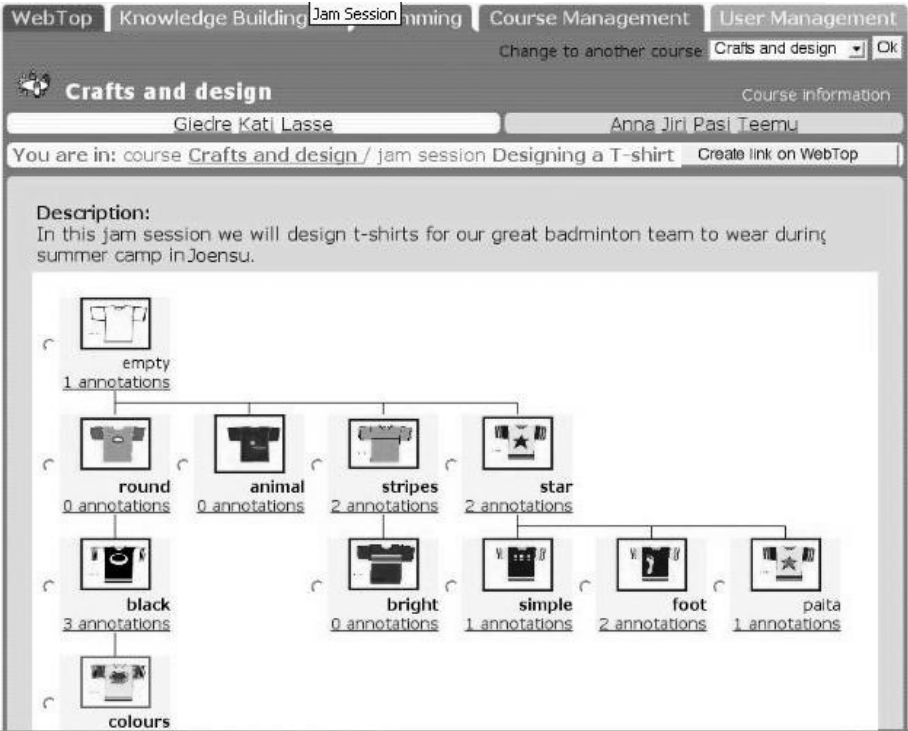 WebTop Knowledge Building Jam Session mming Course Management User Management
Change to another course Crafts and design Ok
Crafts and design Course information
Giedre Kati Lasse Anna Jiri Pasi Teemu
You are in: course Crafts and design / jam session Designing a T-shirt Create link on WebTop
Description:
In this jam session we will design t-shirts for our great badminton team to wear during
summer camp in Joensu.
empty
1 annotations
round animal stripes star
0 annotations 0 annotations 2 annotations 2 annotations
black bright simple foot paita
3 annotations 0 annotations 1 annotations 2 annotations 1 annotations
colours